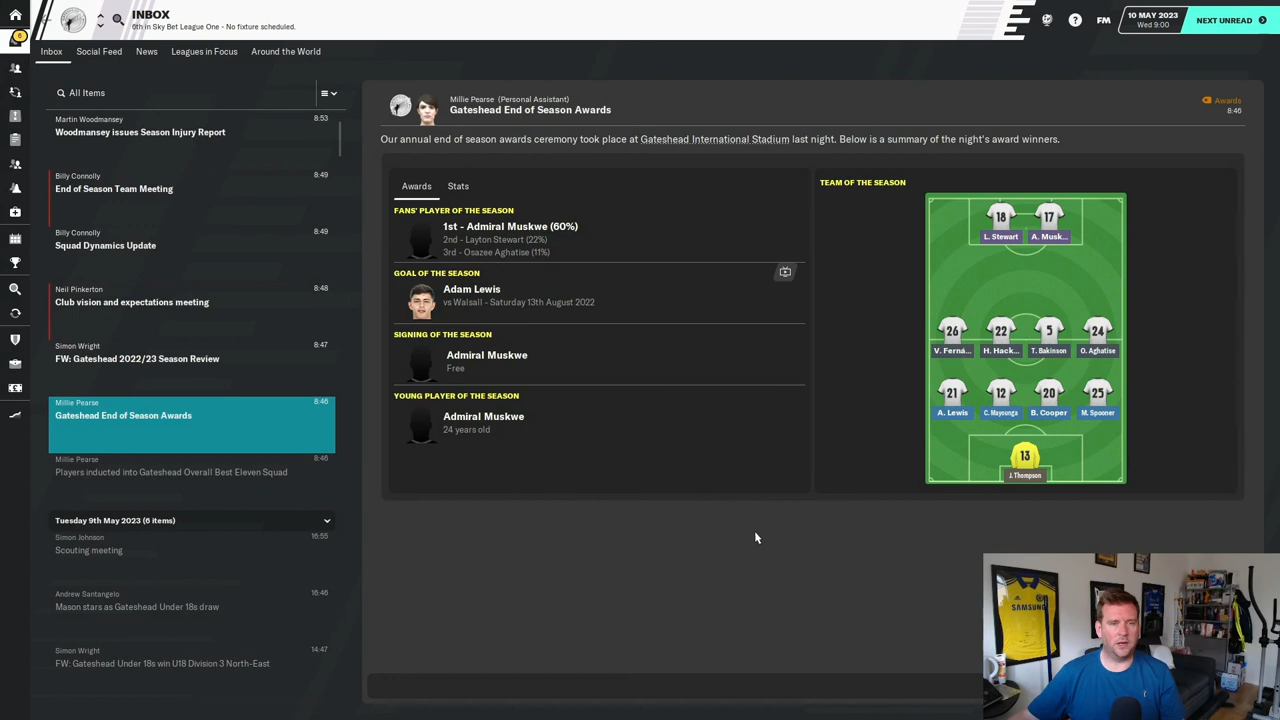 INBOX
6th in Sky Bet League One - No fixture scheduled.
6
FM
10 MAY 2023
Wed 9:00
NEXT UNREAD
Inbox
Social Feed
News
Leagues in Focus
Around the World
All Items
Martin Woodmansey
8:53
Woodmansey issues Season Injury Report
Billy Connolly
8:49
End of Season Team Meeting
Billy Connolly
8:49
Squad Dynamics Update
Neil Pinkerton
8:48
Club vision and expectations meeting
Simon Wright
8:47
FW: Gateshead 2022/23 Season Review
Millie Pearse
8:46
Gateshead End of Season Awards
Millie Pearse
8:46
Players inducted into Gateshead Overall Best Eleven Squad
Tuesday 9th May 2023 (6 items)
Simon Johnson
16:55
Scouting meeting
Andrew Santangelo
16:46
Mason stars as Gateshead Under 18s draw
Simon Wright
14:47
FW: Gateshead Under 18s win U18 Division 3 North-East
Millie Pearse (Personal Assistant)
Gateshead End of Season Awards
Awards
8:46
Our annual end of season awards ceremony took place at Gateshead International Stadium last night. Below is a summary of the night's award winners.
Awards
Stats
FANS' PLAYER OF THE SEASON
1st - Admiral Muskwe (60%)
2nd - Layton Stewart (22%)
3rd - Osazee Aghatise (11%)
GOAL OF THE SEASON
Adam Lewis
vs Walsall - Saturday 13th August 2022
SIGNING OF THE SEASON
Admiral Muskwe
Free
YOUNG PLAYER OF THE SEASON
Admiral Muskwe
24 years old
TEAM OF THE SEASON
18
17
L. Stewart
A. Musk...
26
22
5
24
V. Ferná...
H. Hack...
T. Bakinson
O. Aghatise
21
12
20
25
A. Lewis
C. Mayounga
B. Cooper
M. Spooner
13
J. Thompson
SAMSUNG